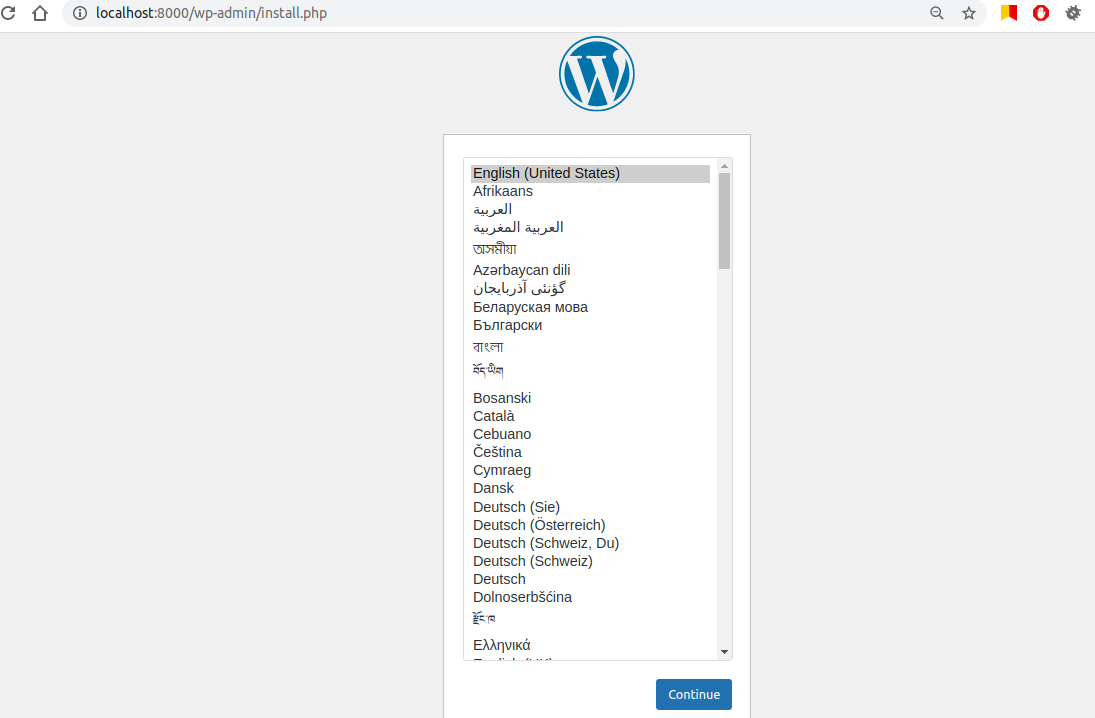 localhost:8000/wp-admin/install.php
English (United States)
Afrikaans
العربية
العربية المغربية
অসমীয়া
Azərbaycan dili
گؤنئی آذربایجان
Беларуская мова
Български
বাংলা
བོད་ཡིག
Bosanski
Català
Cebuano
Čeština
Cymraeg
Dansk
Deutsch (Sie)
Deutsch (Österreich)
Deutsch (Schweiz, Du)
Deutsch (Schweiz)
Deutsch
Dolnoserbšćina
རྫོང་ཁ
Ελληνικά
Continue